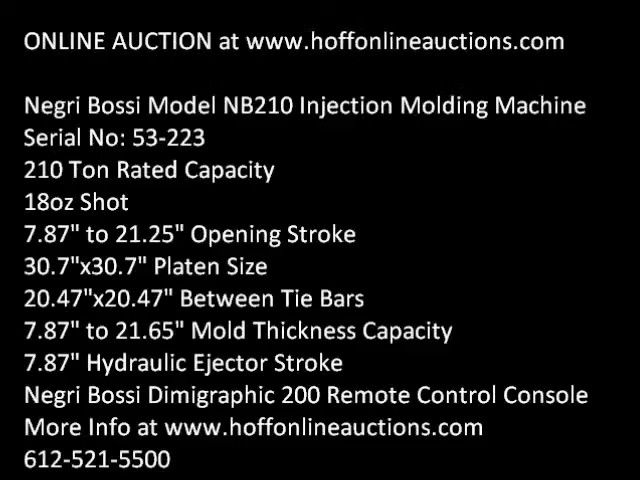 ONLINE AUCTION at www.hoffonlineauctions.com
Negri Bossi Model NB210 Injection Molding Machine
Serial No: 53-223
210 Ton Rated Capacity
18oz Shot
7.87" to 21.25" Opening Stroke
30.7"x30.7" Platen Size
20.47"x20.47" Between Tie Bars
7.87" to 21.65" Mold Thickness Capacity
7.87" Hydraulic Ejector Stroke
Negri Bossi Dimigraphic 200 Remote Control Console
More Info at www.hoffonlineauctions.com
612-521-5500